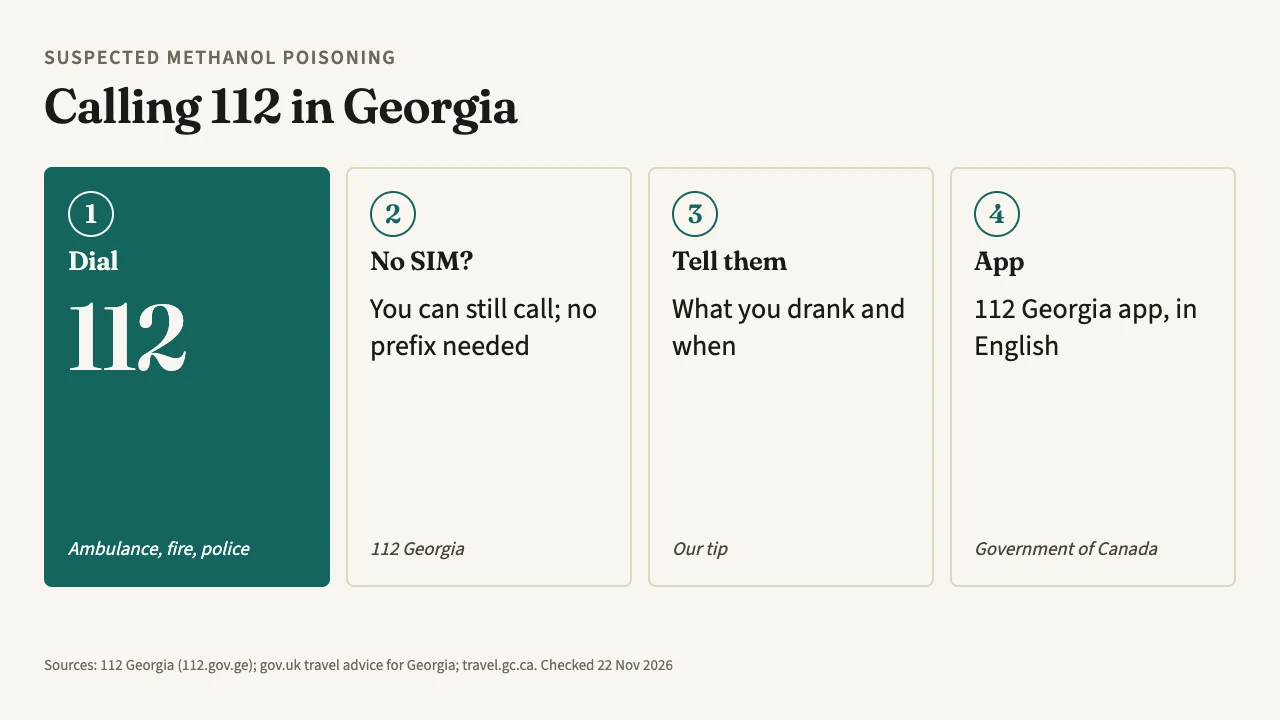 SUSPECTED METHANOL POISONING
Calling 112 in Georgia
1
Dial
112
Ambulance, fire, police
2
No SIM?
You can still call; no
prefix needed
112 Georgia
3
Tell them
What you drank and
when
Our tip
4
App
112 Georgia app, in
English
Government of Canada
Sources: 112 Georgia (112.gov.ge); gov.uk travel advice for Georgia; travel.gc.ca. Checked 22 Nov 2026